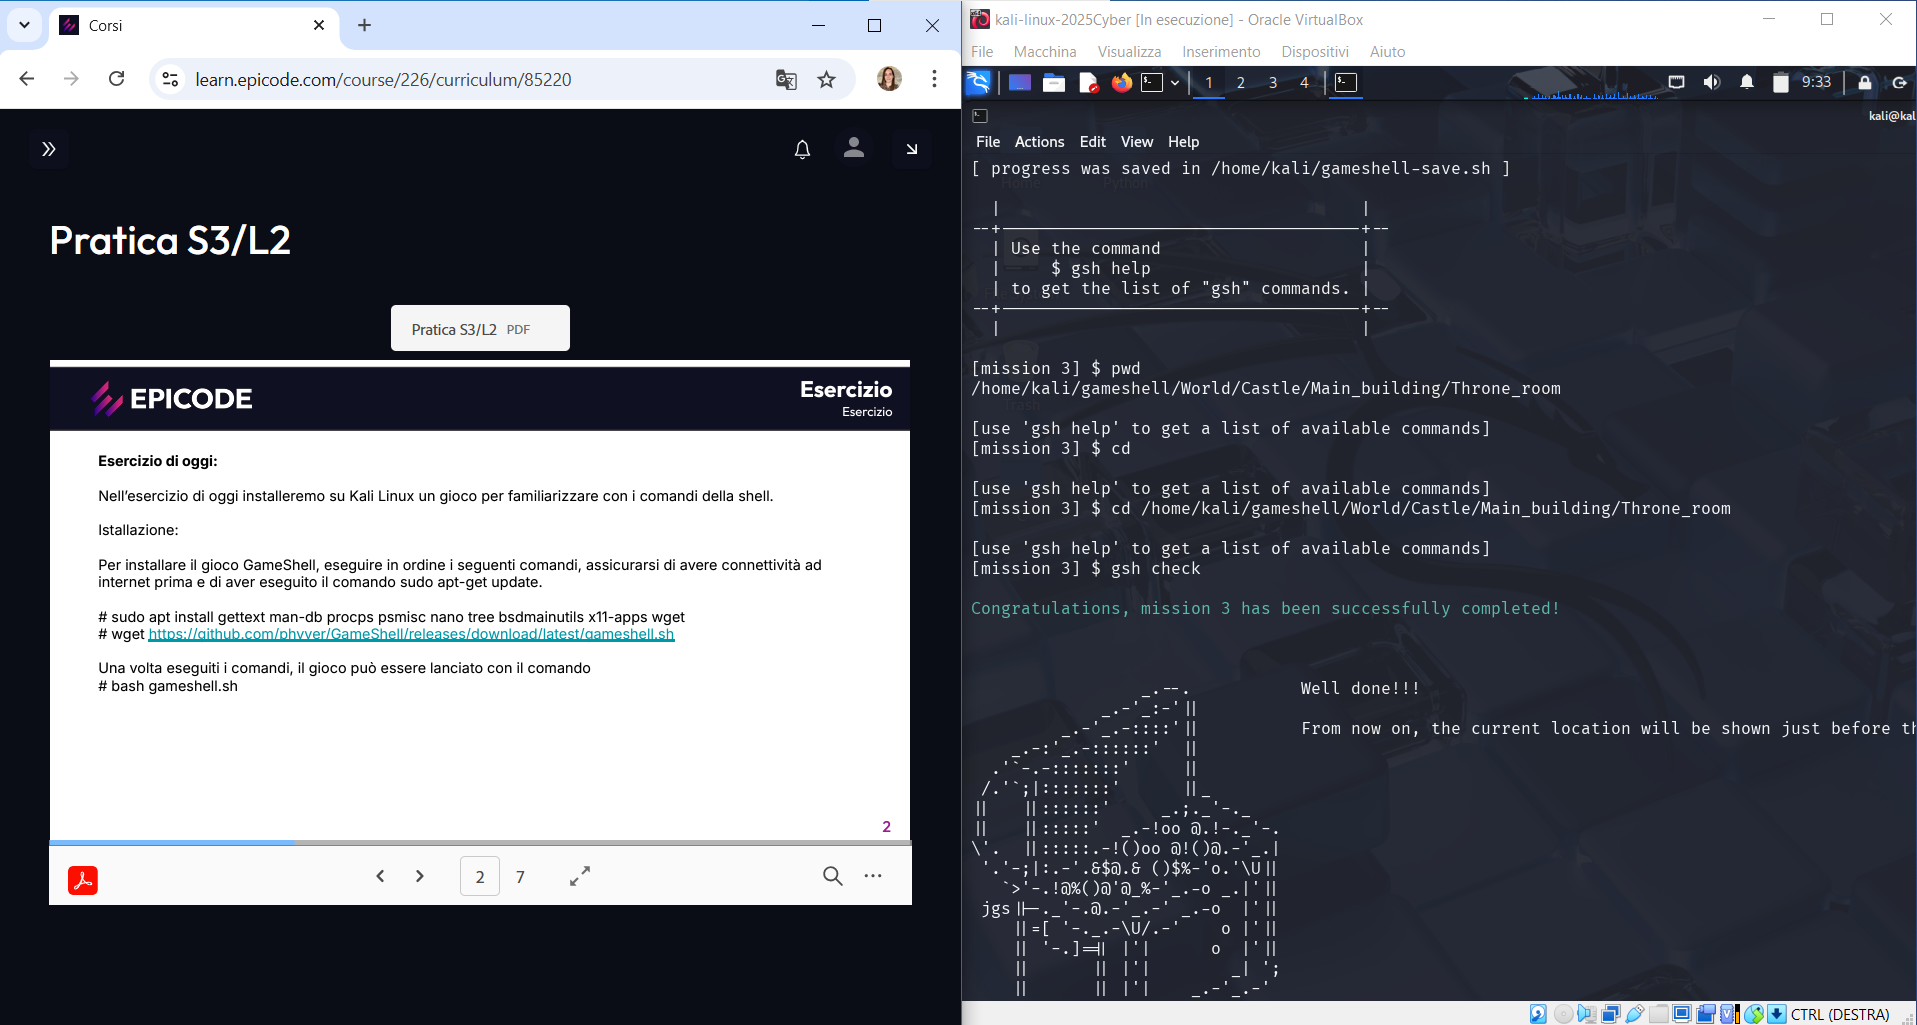 Corsi
learn.epicode.com/course/226/curriculum/85220
Pratica S3/L2
Pratica S3/L2 PDF
EPICODE
Esercizio
Esercizio
Esercizio di oggi:
Nell'esercizio di oggi installeremo su Kali Linux un gioco per familiarizzare con i comandi della shell.
Istallazione:
Per installare il gioco GameShell, eseguire in ordine i seguenti comandi, assicurarsi di avere connettività ad
internet prima e di aver eseguito il comando sudo apt-get update.
# sudo apt install gettext man-db procps psmisc nano tree bsdmainutils x11-apps wget
# wget https://github.com/phyver/GameShell/releases/download/latest/gameshell.sh
Una volta eseguiti i comandi, il gioco può essere lanciato con il comando
# bash gameshell.sh
2
2 7
kali-linux-2025Cyber [In esecuzione] - Oracle VirtualBox
File Macchina Visualizza Inserimento Dispositivi Aiuto
1 2 3 4 9:33
kali@kal
File Actions Edit View Help
[ progress was saved in /home/kali/gameshell-save.sh ]
Use the command
$ gsh help
to get the list of "gsh" commands.
[mission 3] $ pwd
/home/kali/gameshell/World/Castle/Main_building/Throne_room
[use 'gsh help' to get a list of available commands]
[mission 3] $ cd
[use 'gsh help' to get a list of available commands]
[mission 3] $ cd /home/kali/gameshell/World/Castle/Main_building/Throne_room
[use 'gsh help' to get a list of available commands]
[mission 3] $ gsh check
Congratulations, mission 3 has been successfully completed!
Well done!!!
From now on, the current location will be shown just before th
jgs
CTRL (DESTRA)